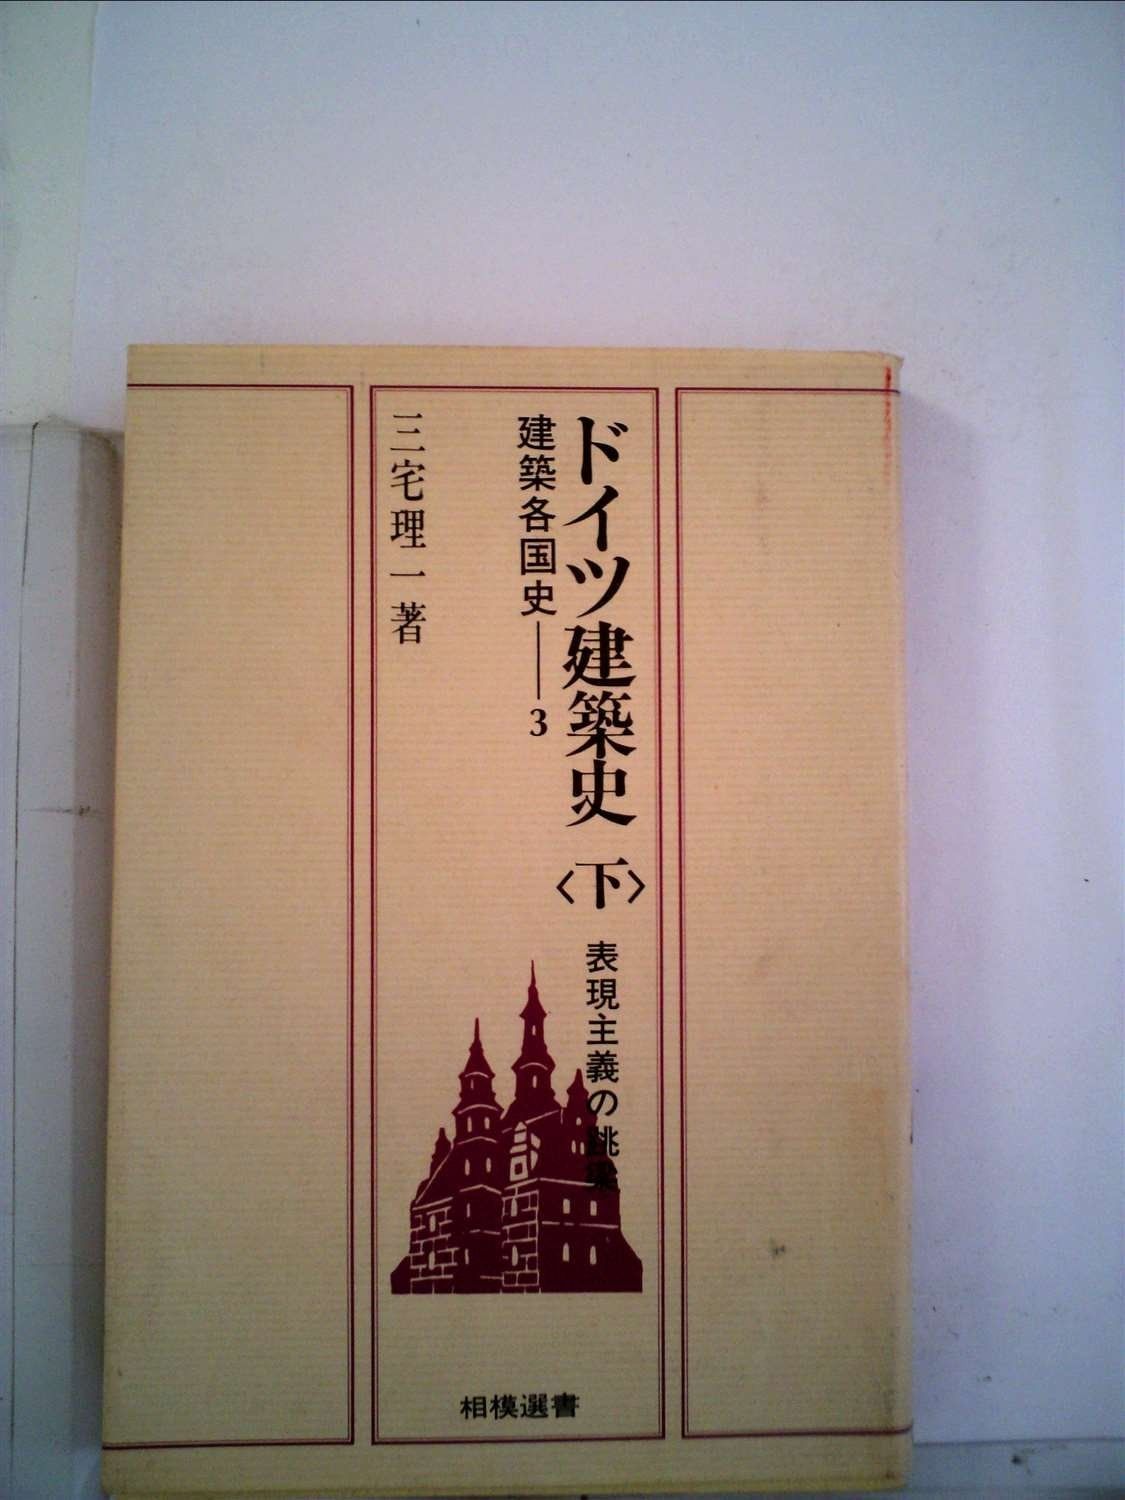 ドイツ建築史〈下〉 表現主義の跳梁
建築各国史――3
三宅理一著
相模選書